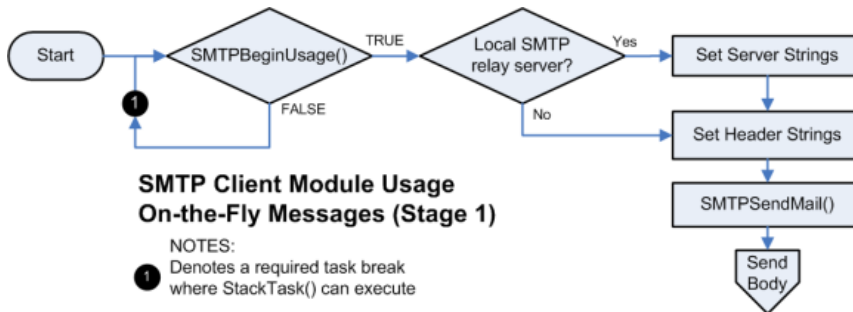 Start
SMTPBeginUsage()
TRUE
FALSE
1
Local SMTP
relay server?
Yes
No
Set Server Strings
Set Header Strings
SMTPSendMail()
Send
Body
SMTP Client Module Usage
On-the-Fly Messages (Stage 1)
NOTES:
1 Denotes a required task break
where StackTask() can execute